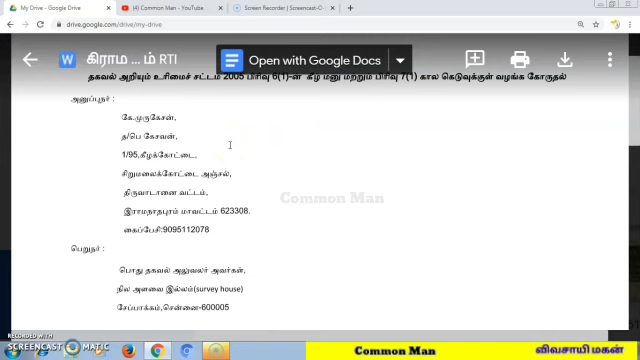 My Drive - Google Drive
(4) Common Man - YouTube
Screen Recorder | Screencast-O-
drive.google.com/drive/my-drive
கிராம ... ம் RTI
Open with Google Docs
தகவல் அறியும் உரிமைச் சட்டம் 2005 பிரிவு 6(1)-ன் கீழ் மனு மற்றும் பிரிவு 7(1) கால கெடுவுக்குள் வழங்க கோருதல்
அனுப்புநர் :
கே.முருகேசன்,
த/பெ கேசவன்,
1/95,கீழக்கோட்டை,
சிறுமலைக்கோட்டை அஞ்சல்,
திருவாடானை வட்டம்,
இராமநாதபுரம் மாவட்டம் 623308.
கைப்பேசி:9095112078
Common Man
பெறுநர் :
பொது தகவல் அலுவலர் அவர்கள்,
நில அளவை இல்லம்(survey house)
சேப்பாக்கம்,சென்னை-600005
RECORDED WITH
SCREENCAST MATIC
Common Man
விவசாயி மகன்